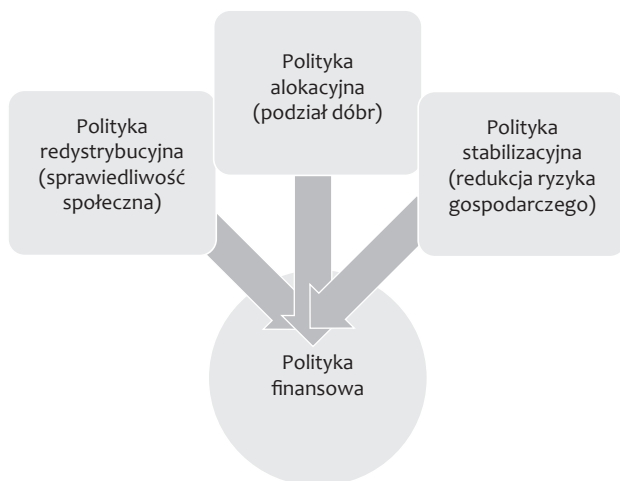 Polityka
redystrybucyjna
(sprawiedliwość
społeczna)
Polityka
alokacyjna
(podział dóbr)
Polityka
stabilizacyjna
(redukcja ryzyka
gospodarczego)
Polityka
finansowa